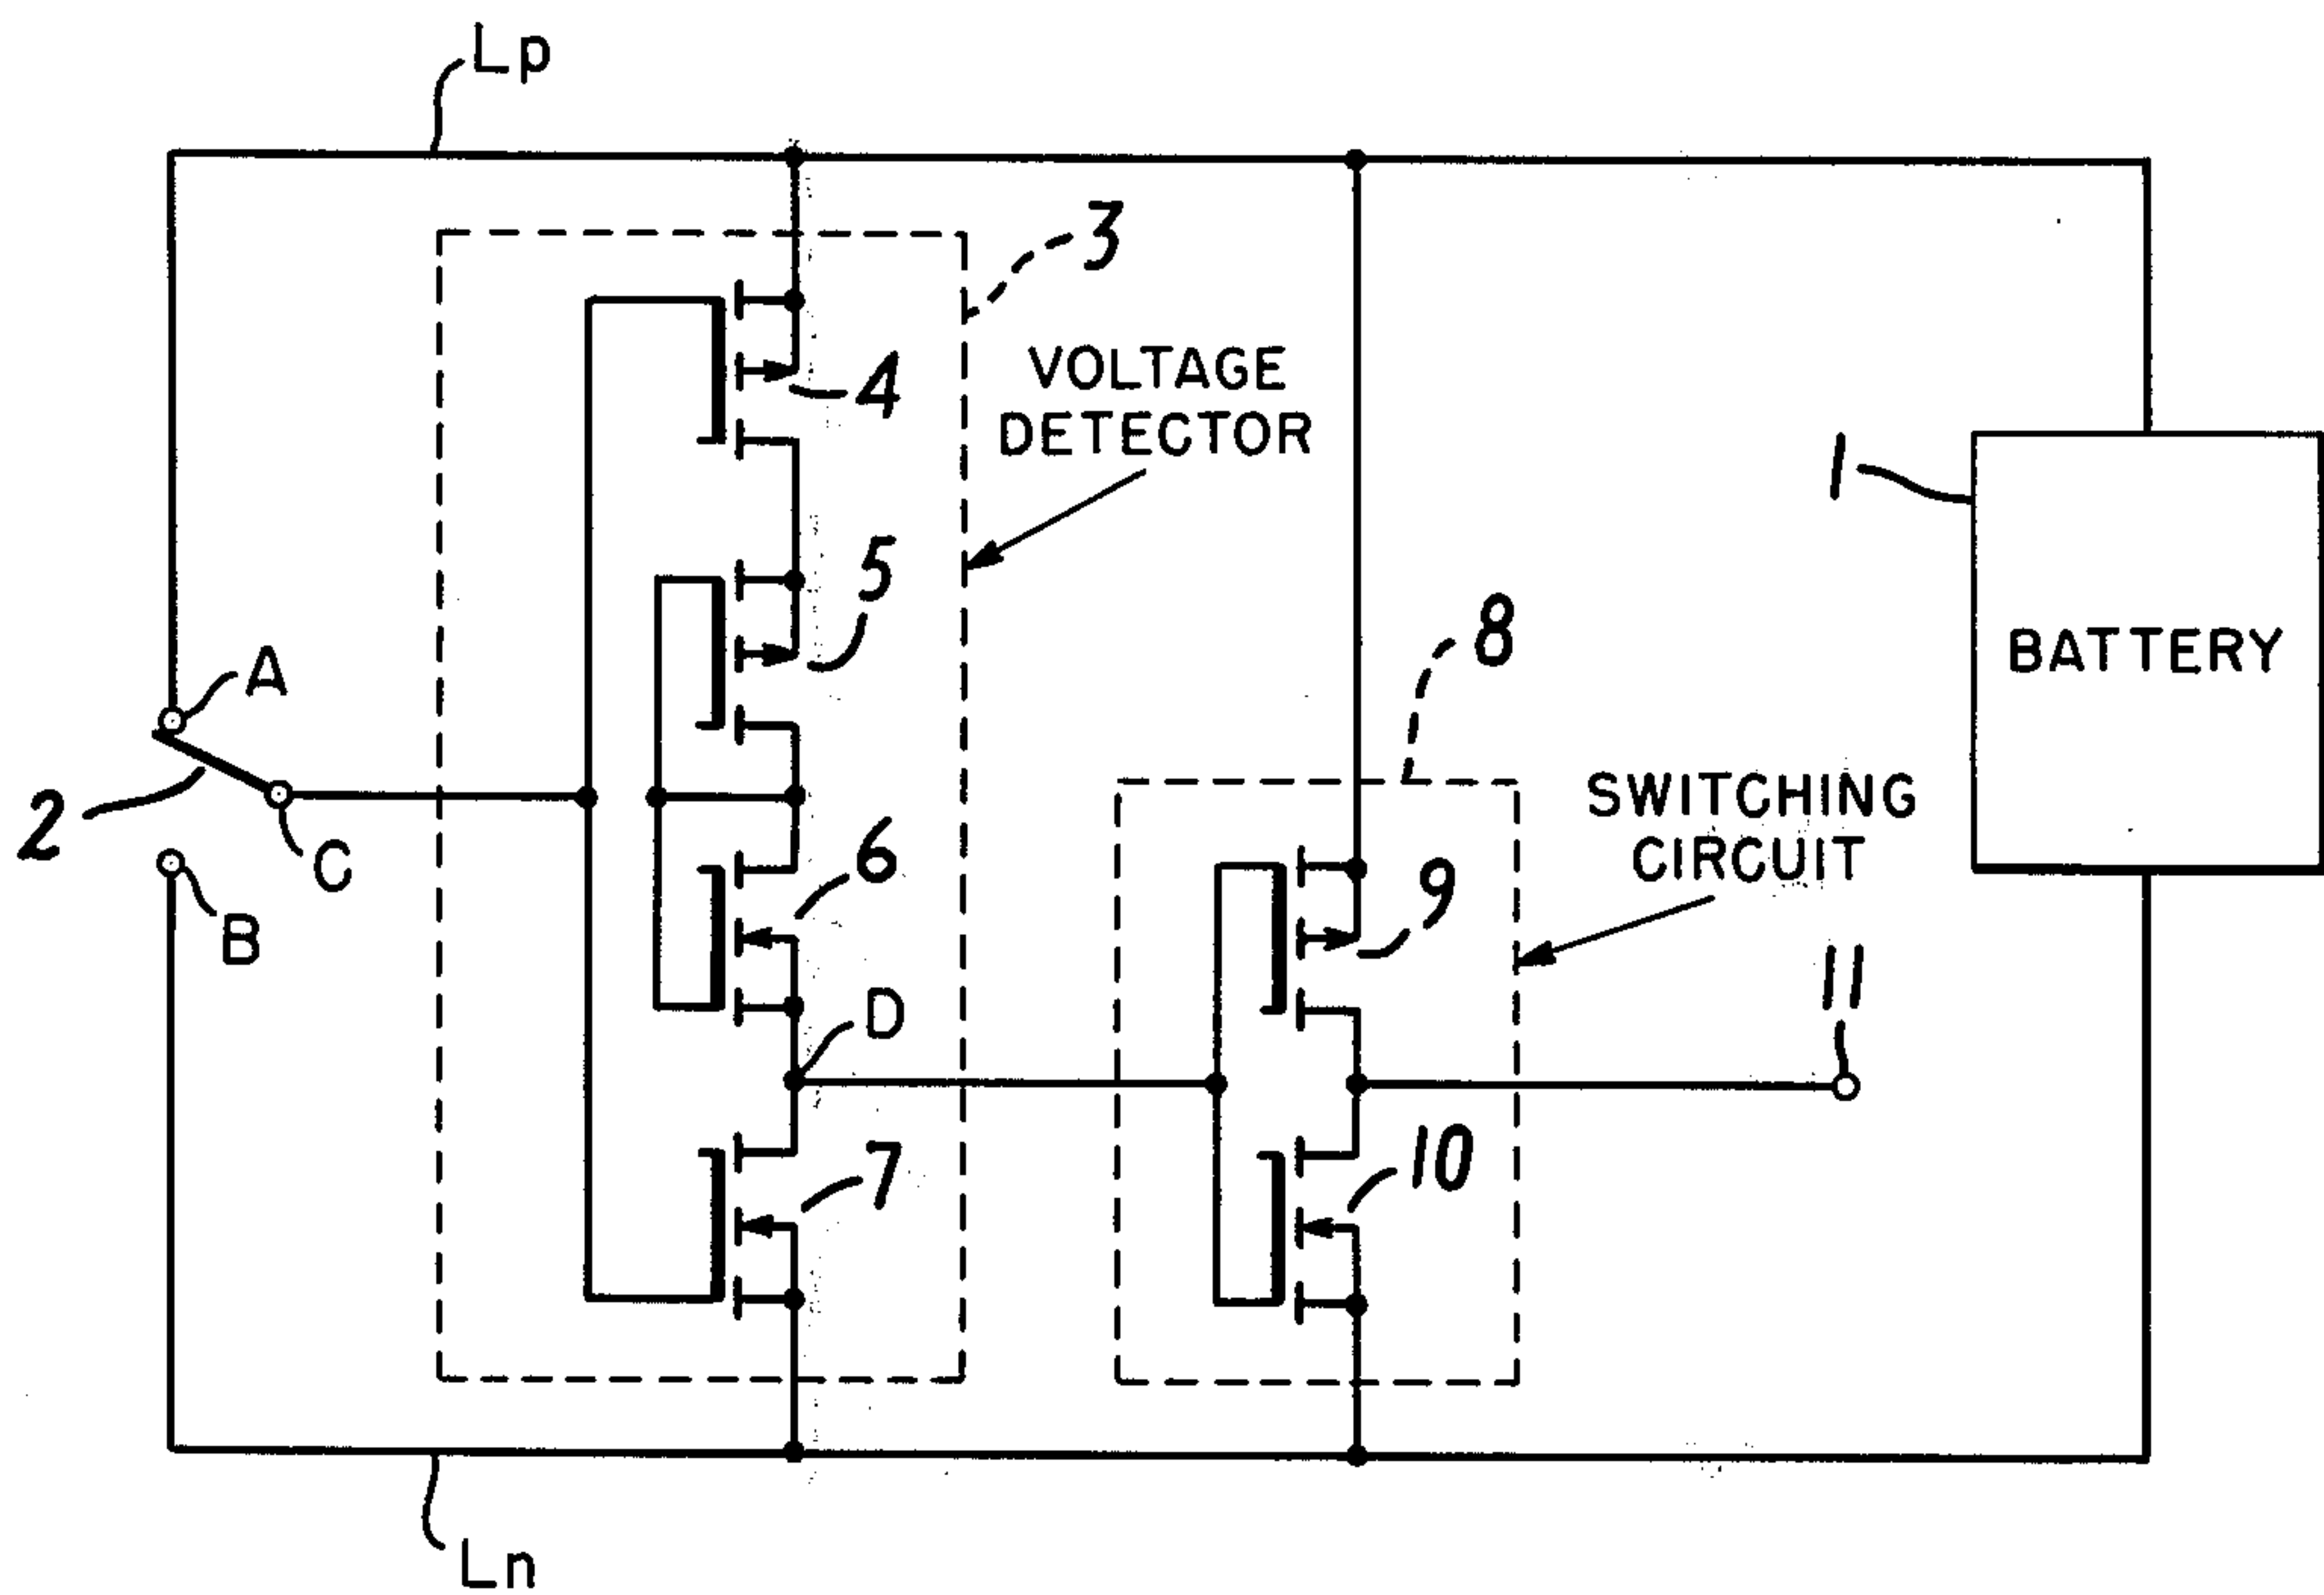 Lp
3
VOLTAGE
DETECTOR
4
1
5
BATTERY
8
A
SWITCHING
CIRCUIT
2
C
6
9
B
11
D
7
10
Ln